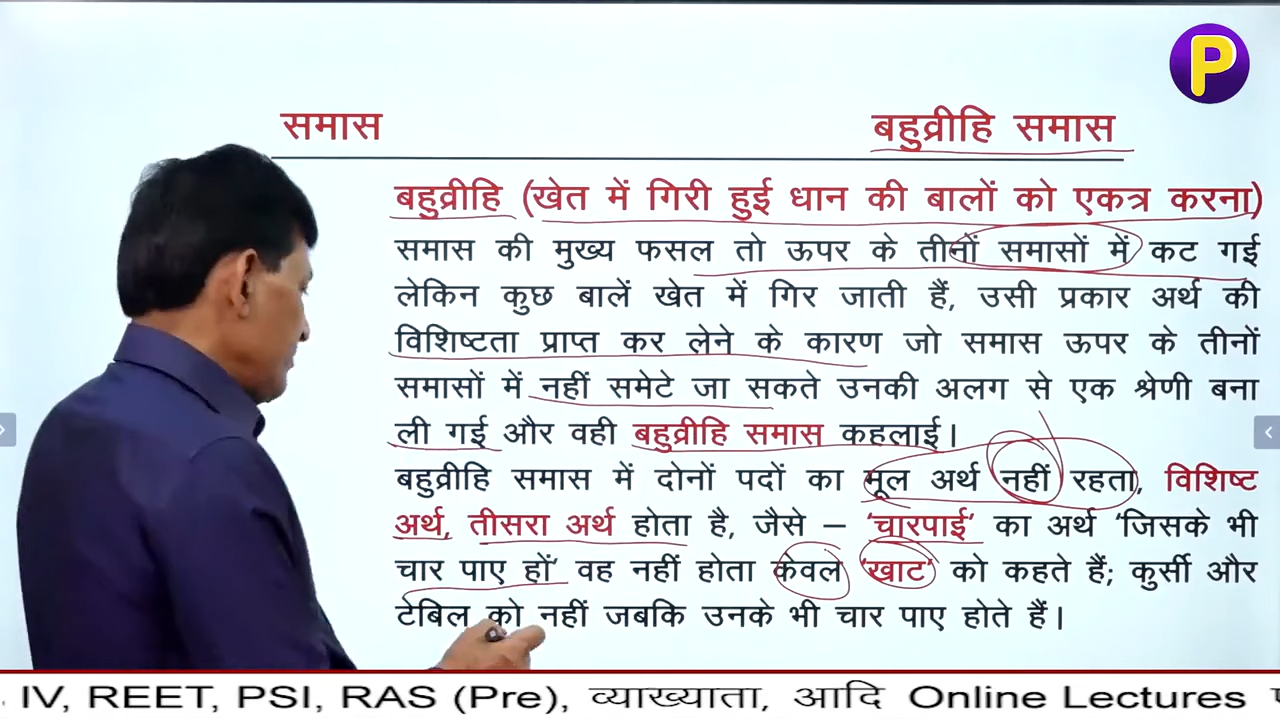 P
समास
बहुव्रीहि समास
बहुव्रीहि (खेत में गिरी हुई धान की बालों को एकत्र करना)
समास की मुख्य फसल तो ऊपर के तीनों समासों में कट गई
लेकिन कुछ बालें खेत में गिर जाती हैं, उसी प्रकार अर्थ की
विशिष्टता प्राप्त कर लेने के कारण जो समास ऊपर के तीनों
समासों में नहीं समेटे जा सकते उनकी अलग से एक श्रेणी बना
ली गई और वही बहुव्रीहि समास कहलाई।
बहुव्रीहि समास में दोनों पदों का मूल अर्थ नहीं रहता, विशिष्ट
अर्थ, तीसरा अर्थ होता है, जैसे – 'चारपाई' का अर्थ 'जिसके भी
चार पाए हों' वह नहीं होता केवल 'खाट' को कहते हैं; कुर्सी और
टेबिल को नहीं जबकि उनके भी चार पाए होते हैं।
IV, REET, PSI, RAS (Pre), व्याख्याता, आदि Online Lectures